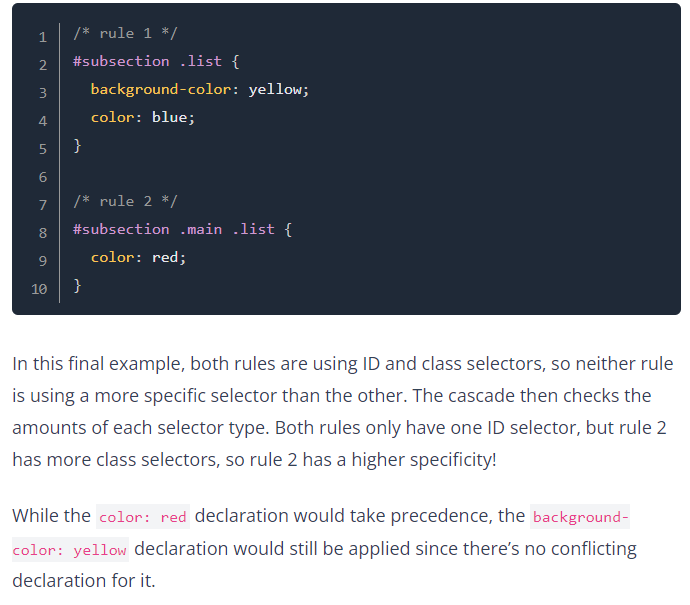 1 /* rule 1 */
2 #subsection .list {
3   background-color: yellow;
4   color: blue;
5 }
6
7 /* rule 2 */
8 #subsection .main .list {
9   color: red;
10 }
In this final example, both rules are using ID and class selectors, so neither rule
is using a more specific selector than the other. The cascade then checks the
amounts of each selector type. Both rules only have one ID selector, but rule 2
has more class selectors, so rule 2 has a higher specificity!
While the color: red declaration would take precedence, the background-
color: yellow declaration would still be applied since there’s no conflicting
declaration for it.